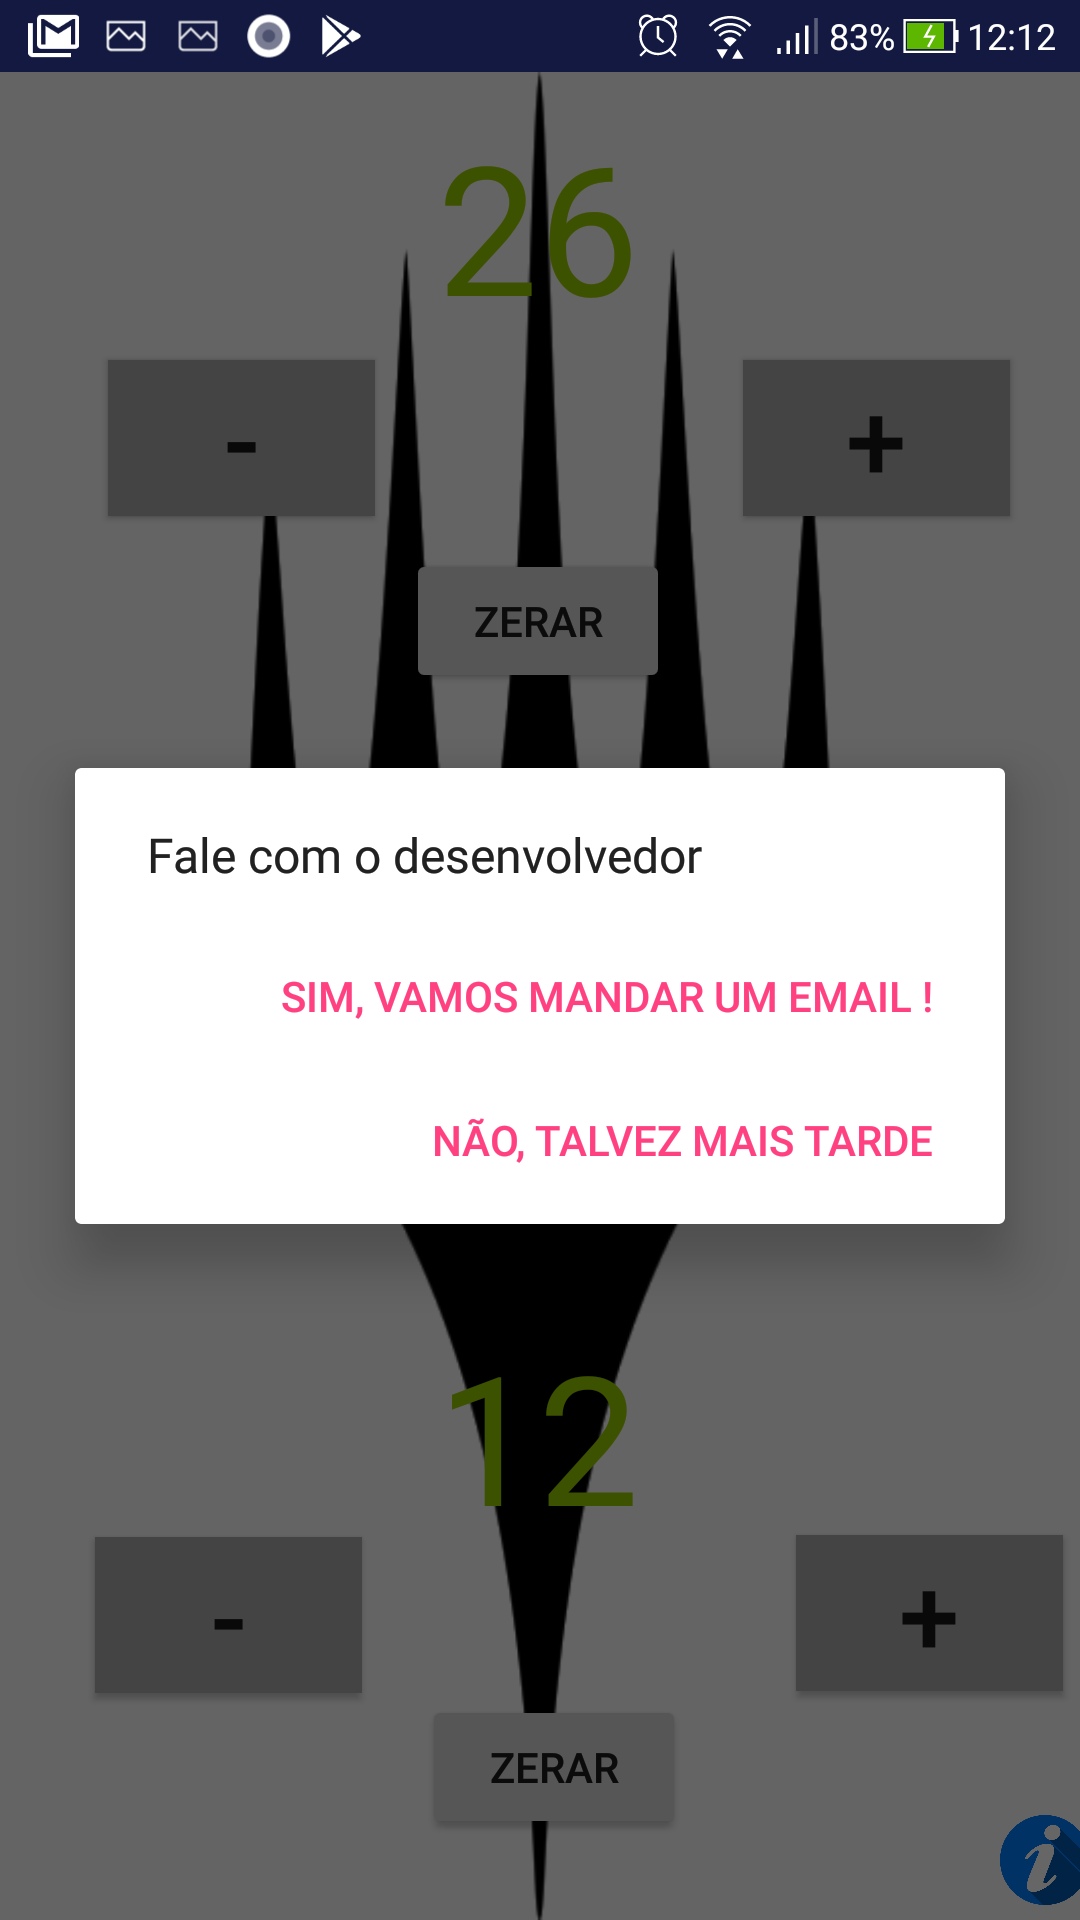 83% 12:12
26
- +
ZERAR
Fale com o desenvolvedor
SIM, VAMOS MANDAR UM EMAIL !
NÃO, TALVEZ MAIS TARDE
12
- +
ZERAR
i